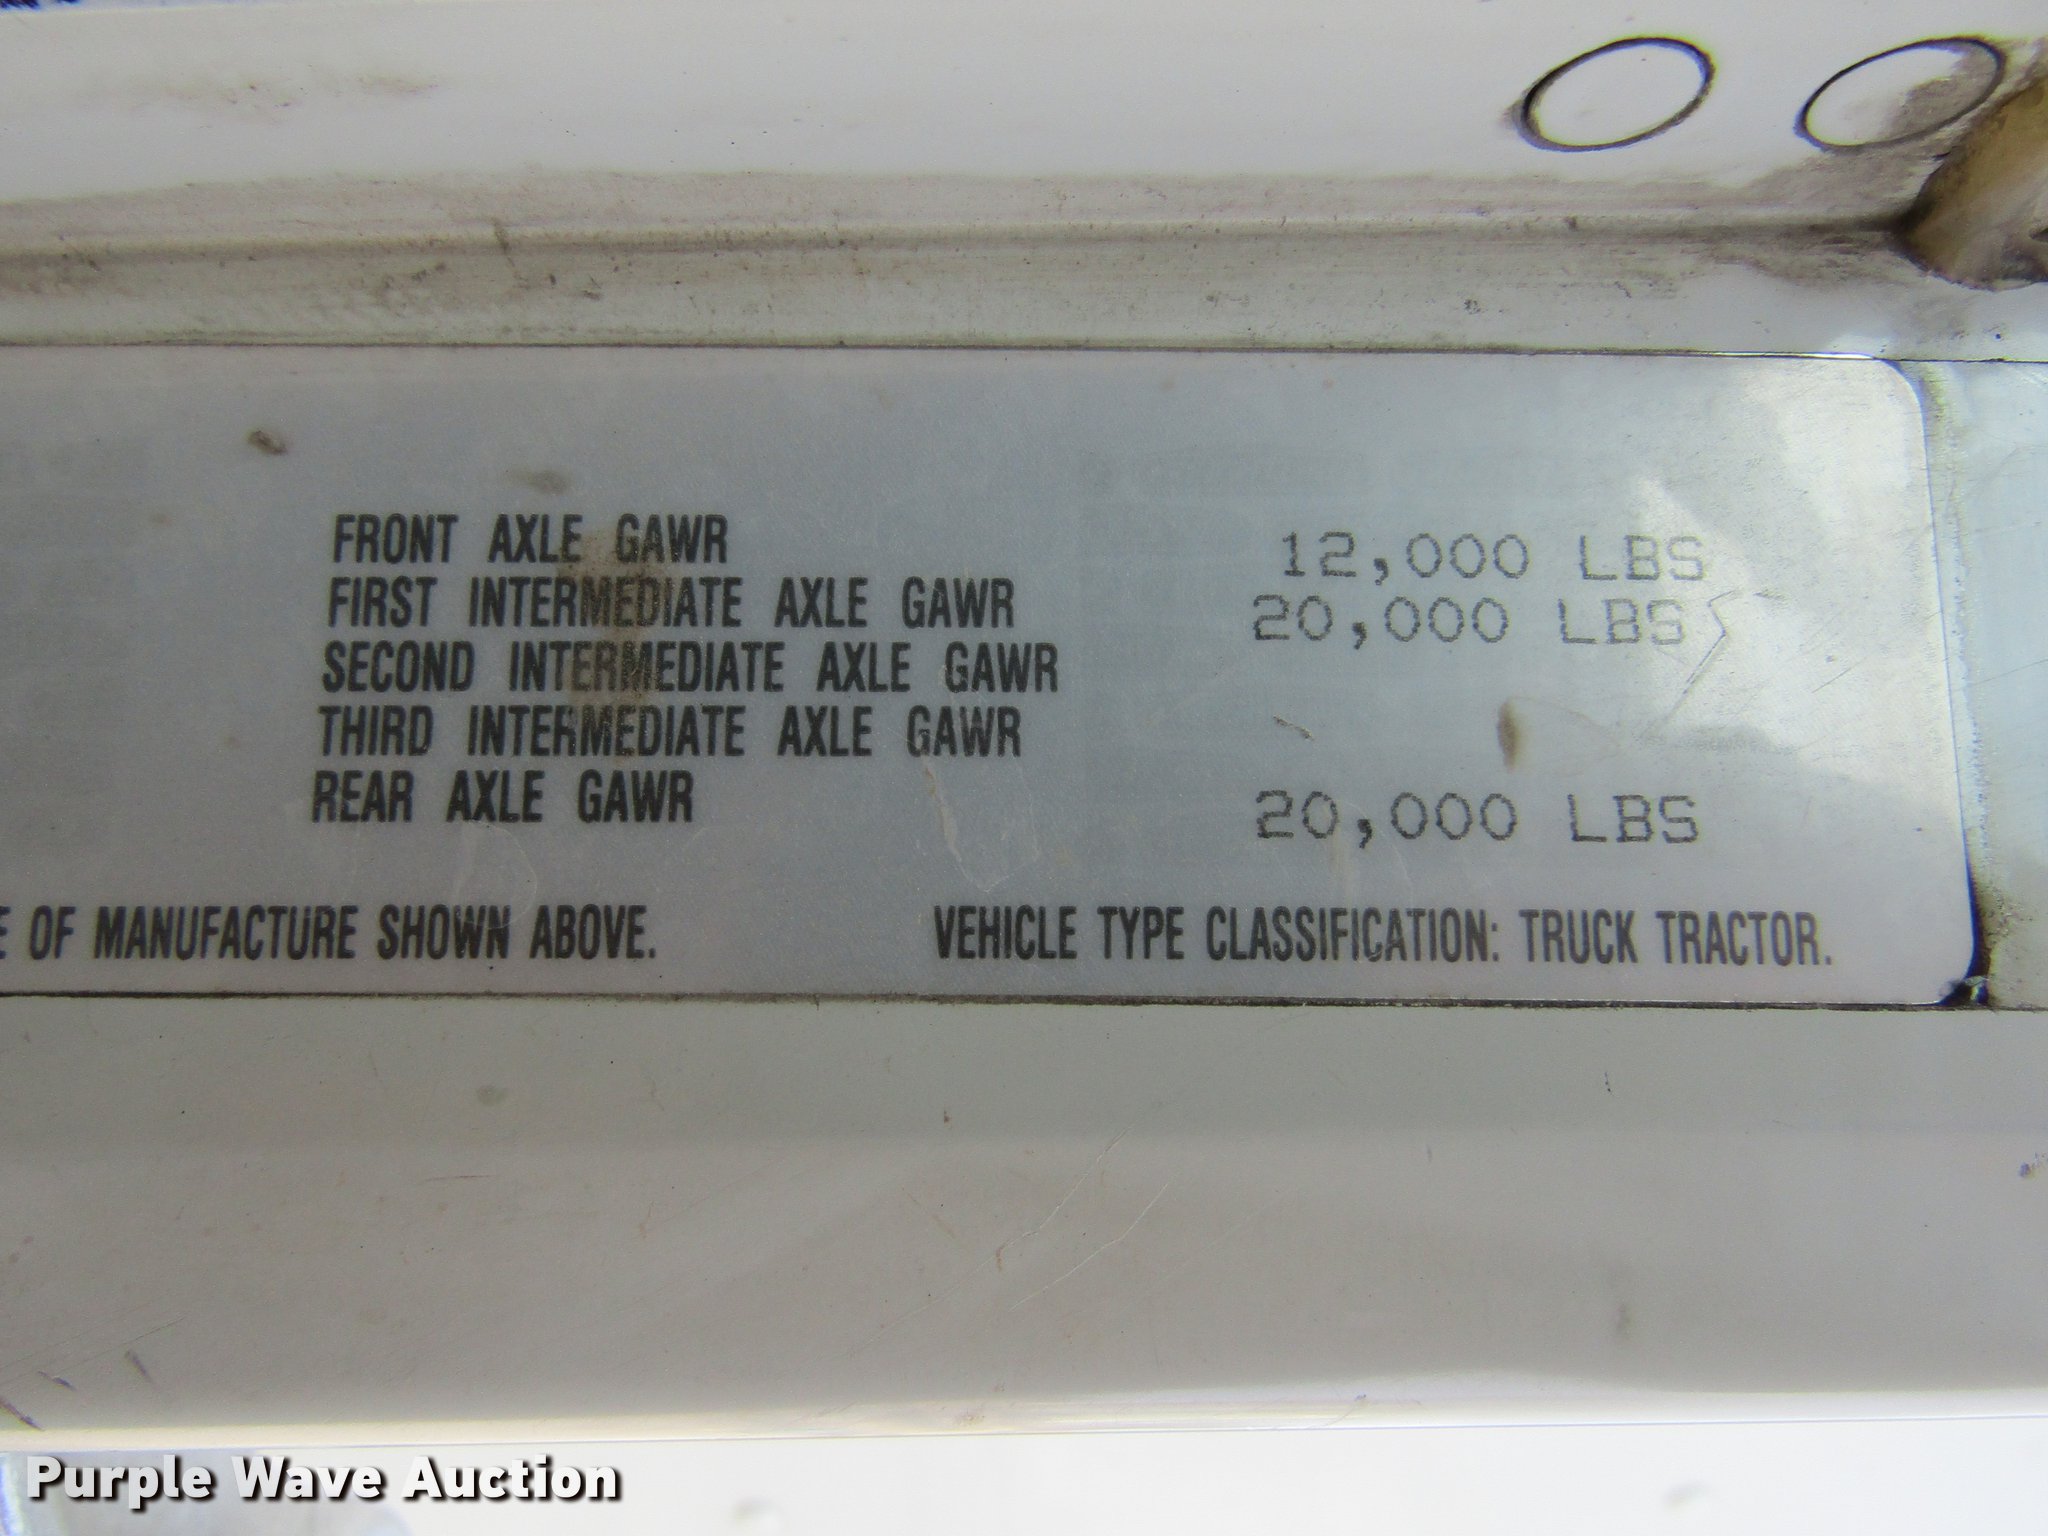 FRONT AXLE GAWR 12,000 LBS
FIRST INTERMEDIATE AXLE GAWR 20,000 LBS
SECOND INTERMEDIATE AXLE GAWR
THIRD INTERMEDIATE AXLE GAWR
REAR AXLE GAWR 20,000 LBS
OF MANUFACTURE SHOWN ABOVE. VEHICLE TYPE CLASSIFICATION: TRUCK TRACTOR.
Purple Wave Auction